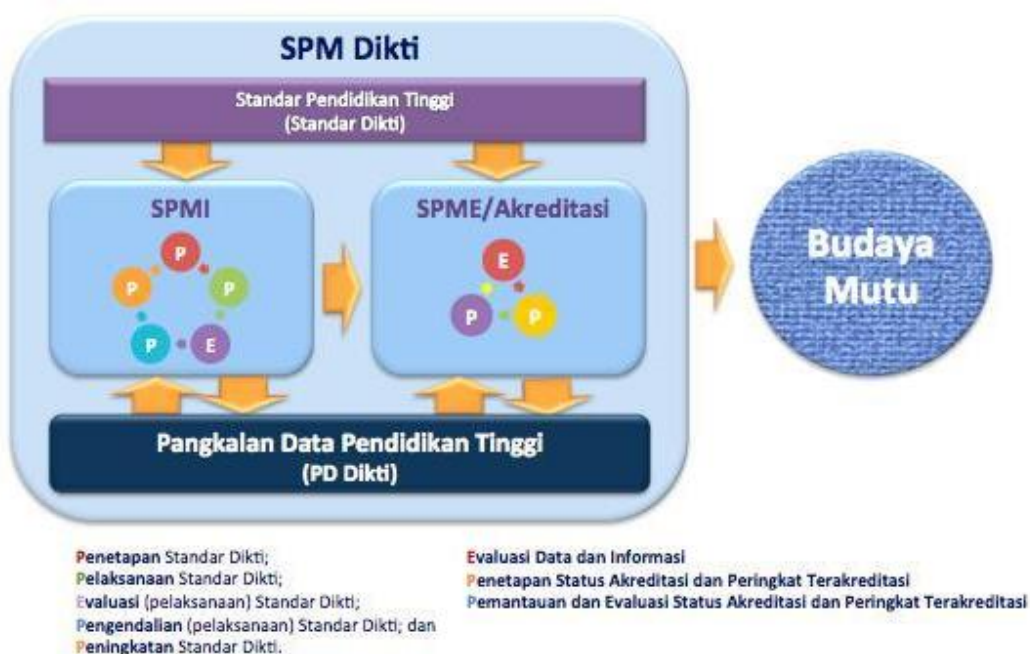 SPM Dikti
Standar Pendidikan Tinggi
(Standar Dikti)
SPMI
P
P
P
P
E
SPME/Akreditasi
E
P
P
Budaya
Mutu
Pangkalan Data Pendidikan Tinggi
(PD Dikti)
Penetapan Standar Dikti;
Pelaksanaan Standar Dikti;
Evaluasi (pelaksanaan) Standar Dikti;
Pengendalian (pelaksanaan) Standar Dikti; dan
Peningkatan Standar Dikti.
Evaluasi Data dan Informasi
Penetapan Status Akreditasi dan Peringkat Terakreditasi
Pemantauan dan Evaluasi Status Akreditasi dan Peringkat Terakreditasi